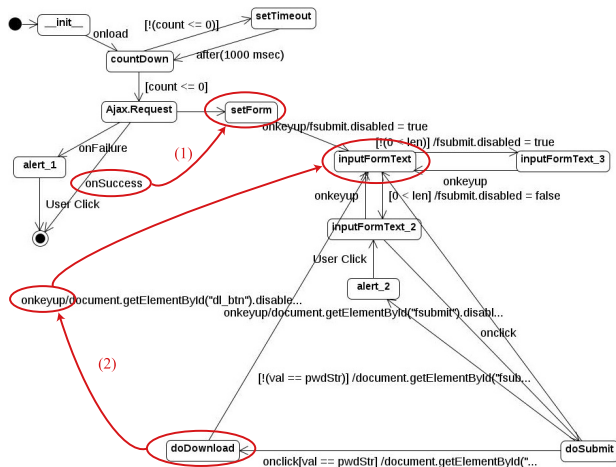 __init__
[!(count <= 0)]
setTimeout
onload
after(1000 msec)
countDown
[count <= 0]
Ajax.Request
setForm
onkeyup/fsubmit.disabled = true
[!(0 < len)] /fsubmit.disabled = true
onFailure
(1)
alert_1
inputFormText
inputFormText_3
onSuccess
onkeyup
User Click
onkeyup
[0 < len] /fsubmit.disabled = false
inputFormText_2
User Click
alert_2
onkeyup/document.getElementById("dl_btn").disable...
onkeyup/document.getElementById("fsubmit").disabl...
onclick
(2)
[!(val == pwdStr)] /document.getElementById("fsub...
doDownload
doSubmit
onclick[val == pwdStr] /document.getElementById("...